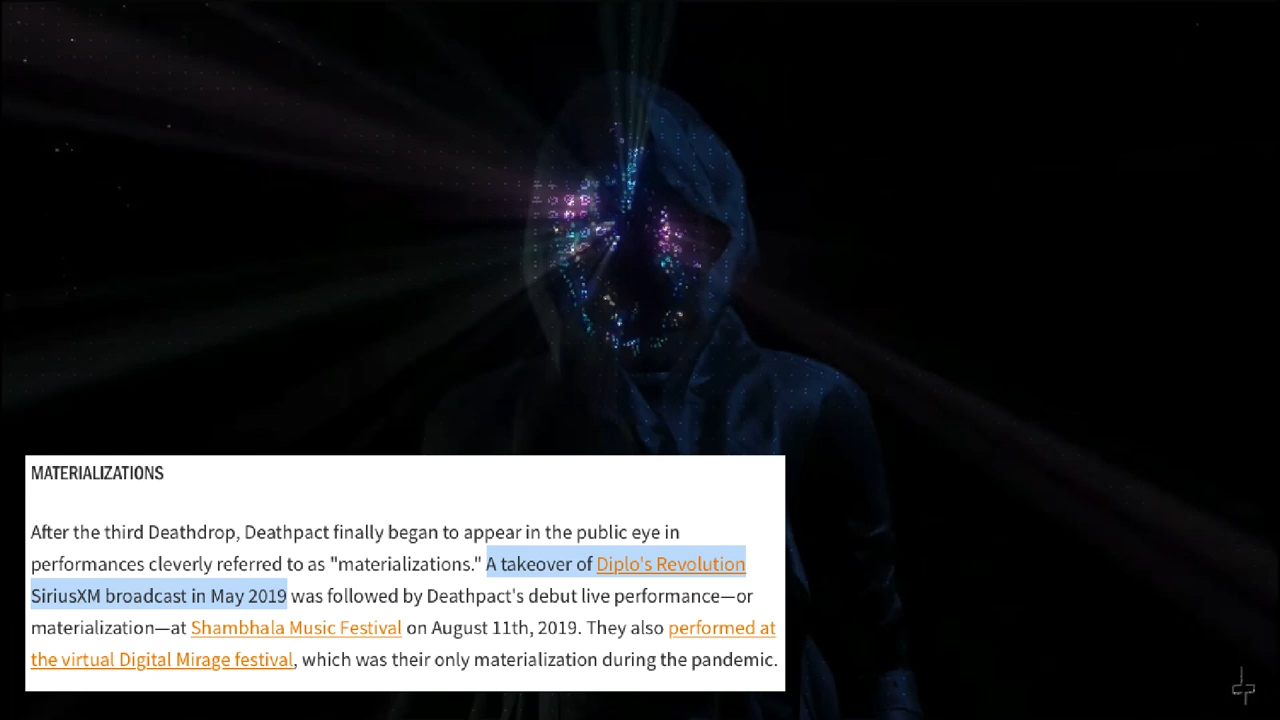 MATERIALIZATIONS
After the third Deathdrop, Deathpact finally began to appear in the public eye in
performances cleverly referred to as "materializations." A takeover of Diplo's Revolution
SiriusXM broadcast in May 2019 was followed by Deathpact's debut live performance—or
materialization—at Shambhala Music Festival on August 11th, 2019. They also performed at
the virtual Digital Mirage festival, which was their only materialization during the pandemic.